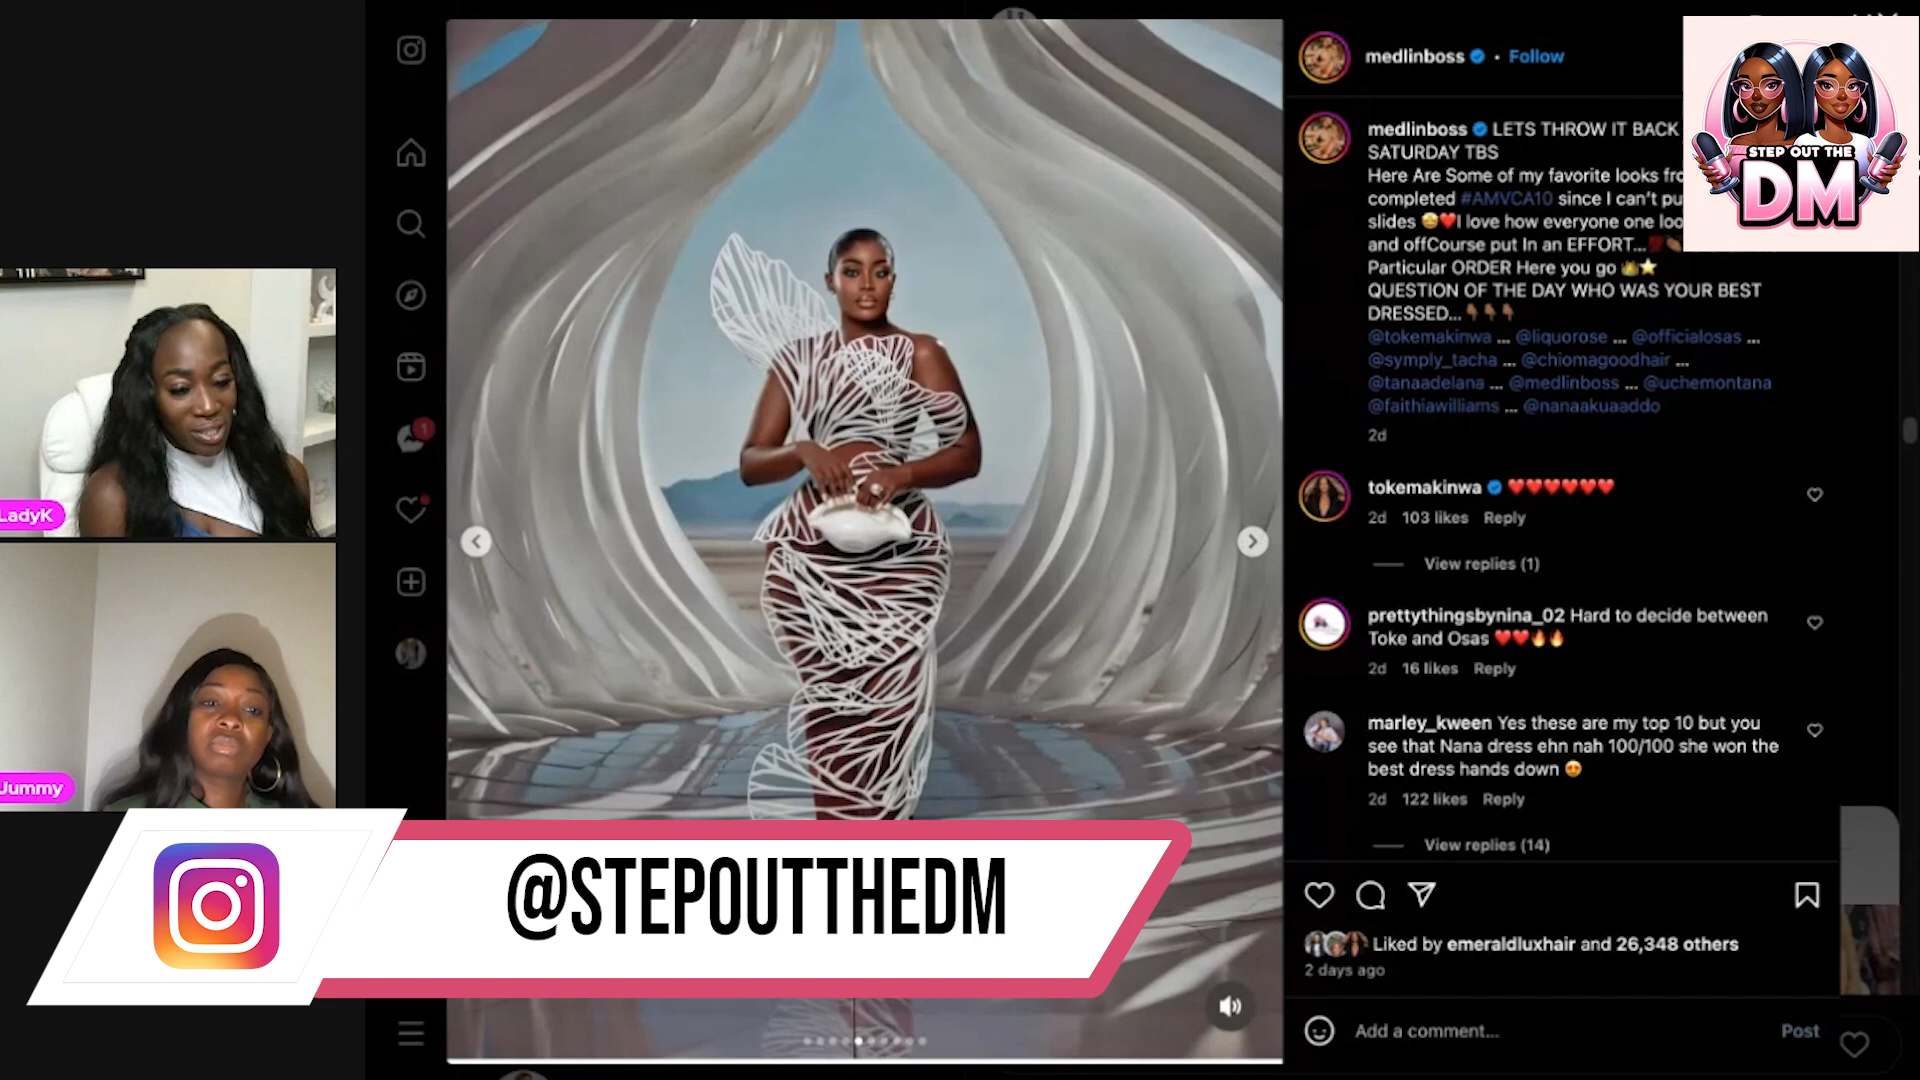 medlinboss • Follow
medlinboss LETS THROW IT BACK
SATURDAY TBS
Here Are Some of my favorite looks
completed #AMVCA10 since I can't
slides 🤩❤️I love how everyone one
and offCourse put In an EFFORT...💯
Particular ORDER Here you go 👑⭐
QUESTION OF THE DAY WHO WAS YOUR BEST
DRESSED...👇🏾👇🏾👇🏾
@tokemakinwa ... @liquorose ... @officialosas ...
@symply_tacha ... @chiomagoodhair ...
@tanaadelana ... @medlinboss ... @uchemontana
@faithiawilliams ... @nanaakuaaddo
2d
tokemakinwa ❤️❤️❤️❤️❤️❤️
2d 103 likes Reply
View replies (1)
prettythingsbynina_02 Hard to decide between
Toke and Osas ❤️❤️🔥🔥
2d 16 likes Reply
marley_kween Yes these are my top 10 but you
see that Nana dress ehn nah 100/100 she won the
best dress hands down 😍
2d 122 likes Reply
View replies (14)
Liked by emeraldluxhair and 26,348 others
2 days ago
Add a comment... Post
STEP OUT THE
DM
1
LadyK
Jummy
@STEPOUTTHEDM